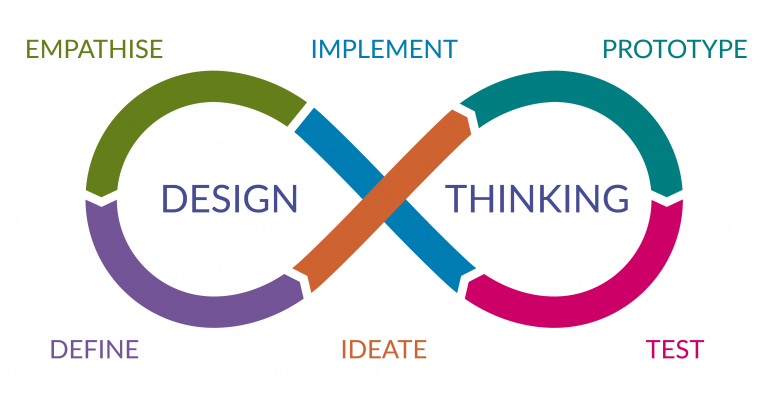 EMPATHISE
IMPLEMENT
PROTOTYPE
DESIGN
THINKING
DEFINE
IDEATE
TEST